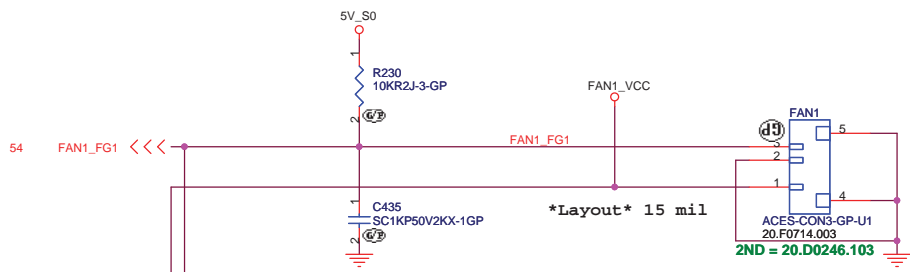 5V_S0
1
R230
10KR2J-3-GP
2
G/P
FAN1_VCC
FAN1
GP
54
FAN1_FG1
FAN1_FG1
3
2
1
5
4
1
C435
SC1KP50V2KX-1GP
2
G/P
*Layout* 15 mil
ACES-CON3-GP-U1
20.F0714.003
2ND = 20.D0246.103